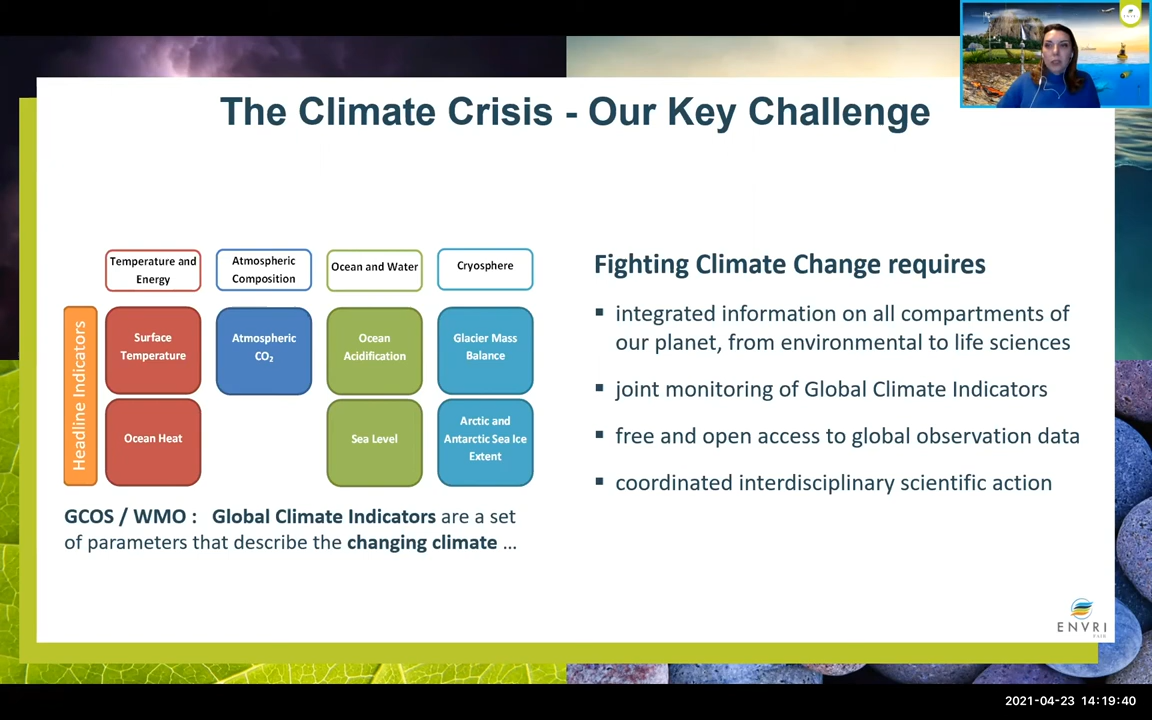 The Climate Crisis - Our Key Challenge
Temperature and
Energy
Atmospheric
Composition
Ocean and Water
Cryosphere
Headline Indicators
Surface
Temperature
Atmospheric
CO₂
Ocean
Acidification
Glacier Mass
Balance
Ocean Heat
Sea Level
Arctic and
Antarctic Sea Ice
Extent
GCOS / WMO : Global Climate Indicators are a set
of parameters that describe the changing climate ...
Fighting Climate Change requires
▪ integrated information on all compartments of
our planet, from environmental to life sciences
▪ joint monitoring of Global Climate Indicators
▪ free and open access to global observation data
▪ coordinated interdisciplinary scientific action
ENVRI
FAIR
2021-04-23 14:19:40